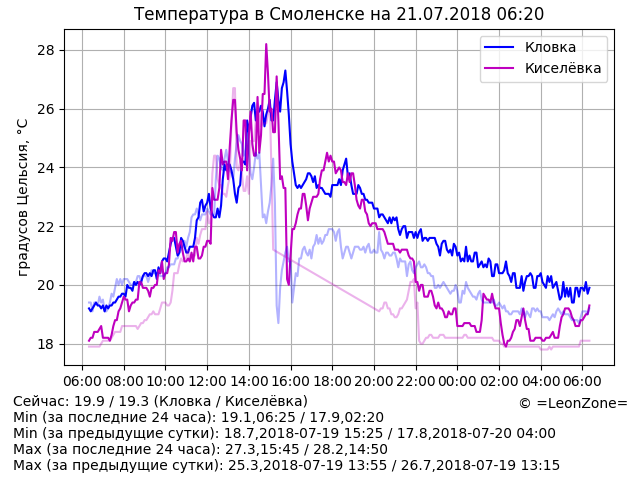 Температура в Смоленске на 21.07.2018 06:20
Кловка
Киселёвка
градусов Цельсия, °C
28
26
24
22
20
18
06:00 08:00 10:00 12:00 14:00 16:00 18:00 20:00 22:00 00:00 02:00 04:00 06:00
Сейчас: 19.9 / 19.3 (Кловка / Киселёвка)
© =LeonZone=
Min (за последние 24 часа): 19.1,06:25 / 17.9,02:20
Min (за предыдущие сутки): 18.7,2018-07-19 15:25 / 17.8,2018-07-20 04:00
Max (за последние 24 часа): 27.3,15:45 / 28.2,14:50
Max (за предыдущие сутки): 25.3,2018-07-19 13:55 / 26.7,2018-07-19 13:15